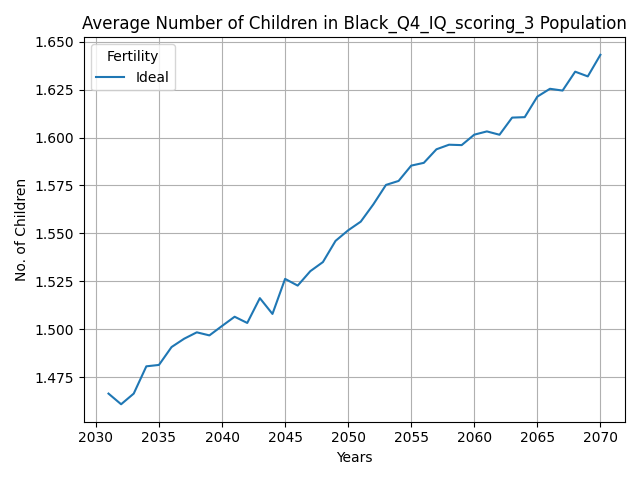 Average Number of Children in Black_Q4_IQ_scoring_3 Population
Fertility
Ideal
No. of Children
1.650
1.625
1.600
1.575
1.550
1.525
1.500
1.475
2030 2035 2040 2045 2050 2055 2060 2065 2070
Years